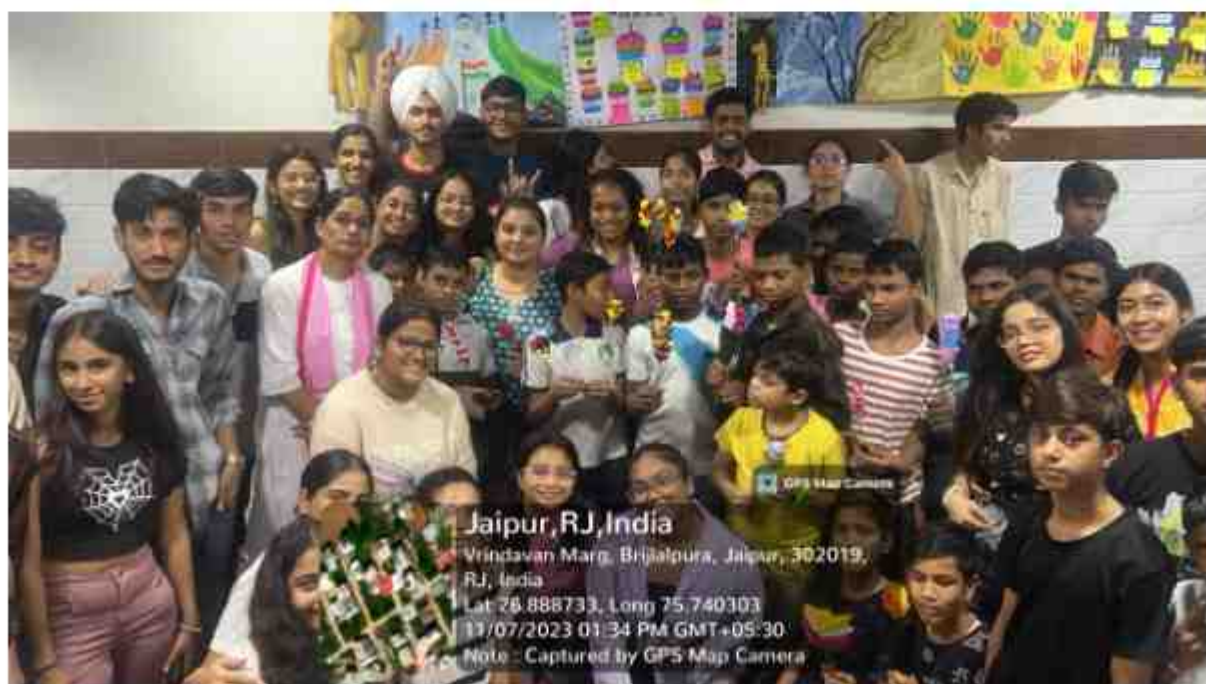 GPS Map Camera
Jaipur,RJ,India
Vrindavan Marg, Brijlalpura, Jaipur, 302019,
RJ, India
Lat 26.888733, Long 75.740303
11/07/2023 01:34 PM GMT+05:30
Note : Captured by GPS Map Camera